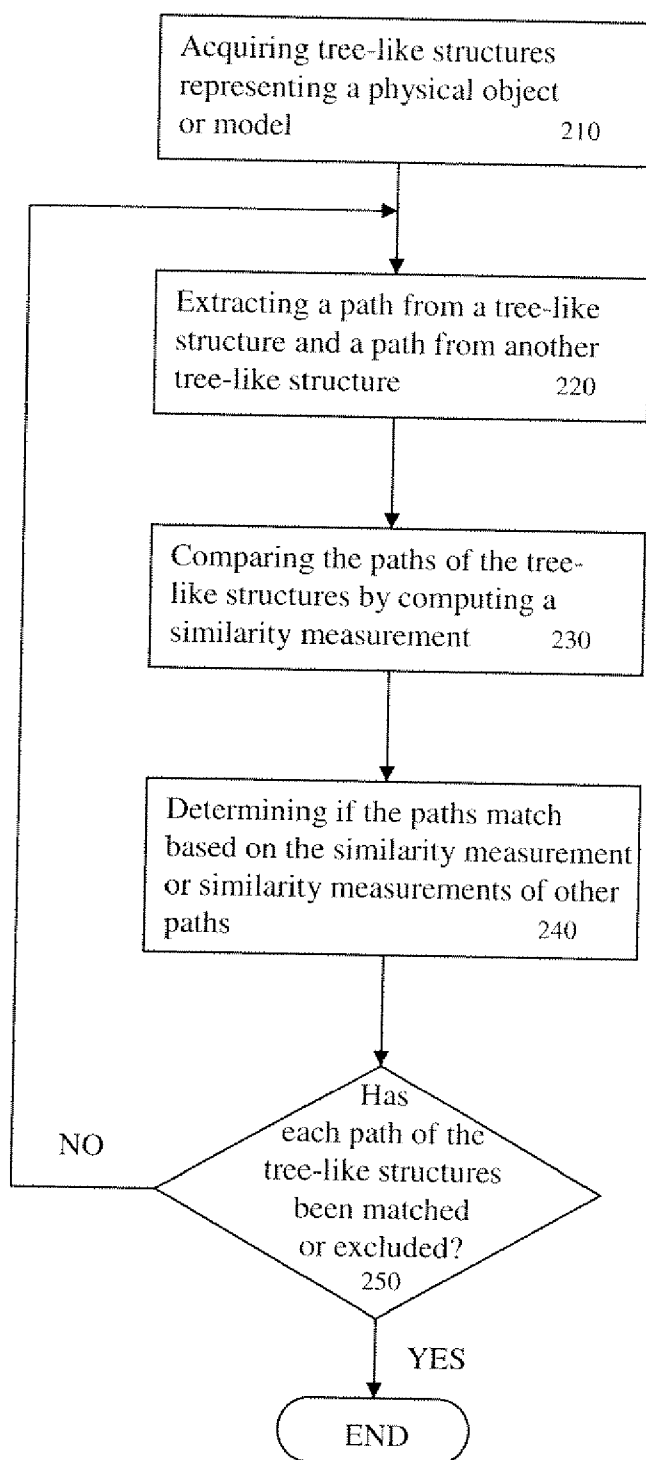 Acquiring tree-like structures
representing a physical object
or model 210
Extracting a path from a tree-like
structure and a path from another
tree-like structure 220
Comparing the paths of the tree-
like structures by computing a
similarity measurement 230
Determining if the paths match
based on the similarity measurement
or similarity measurements of other
paths 240
Has
each path of the
tree-like structures
been matched
or excluded?
250
NO
YES
END